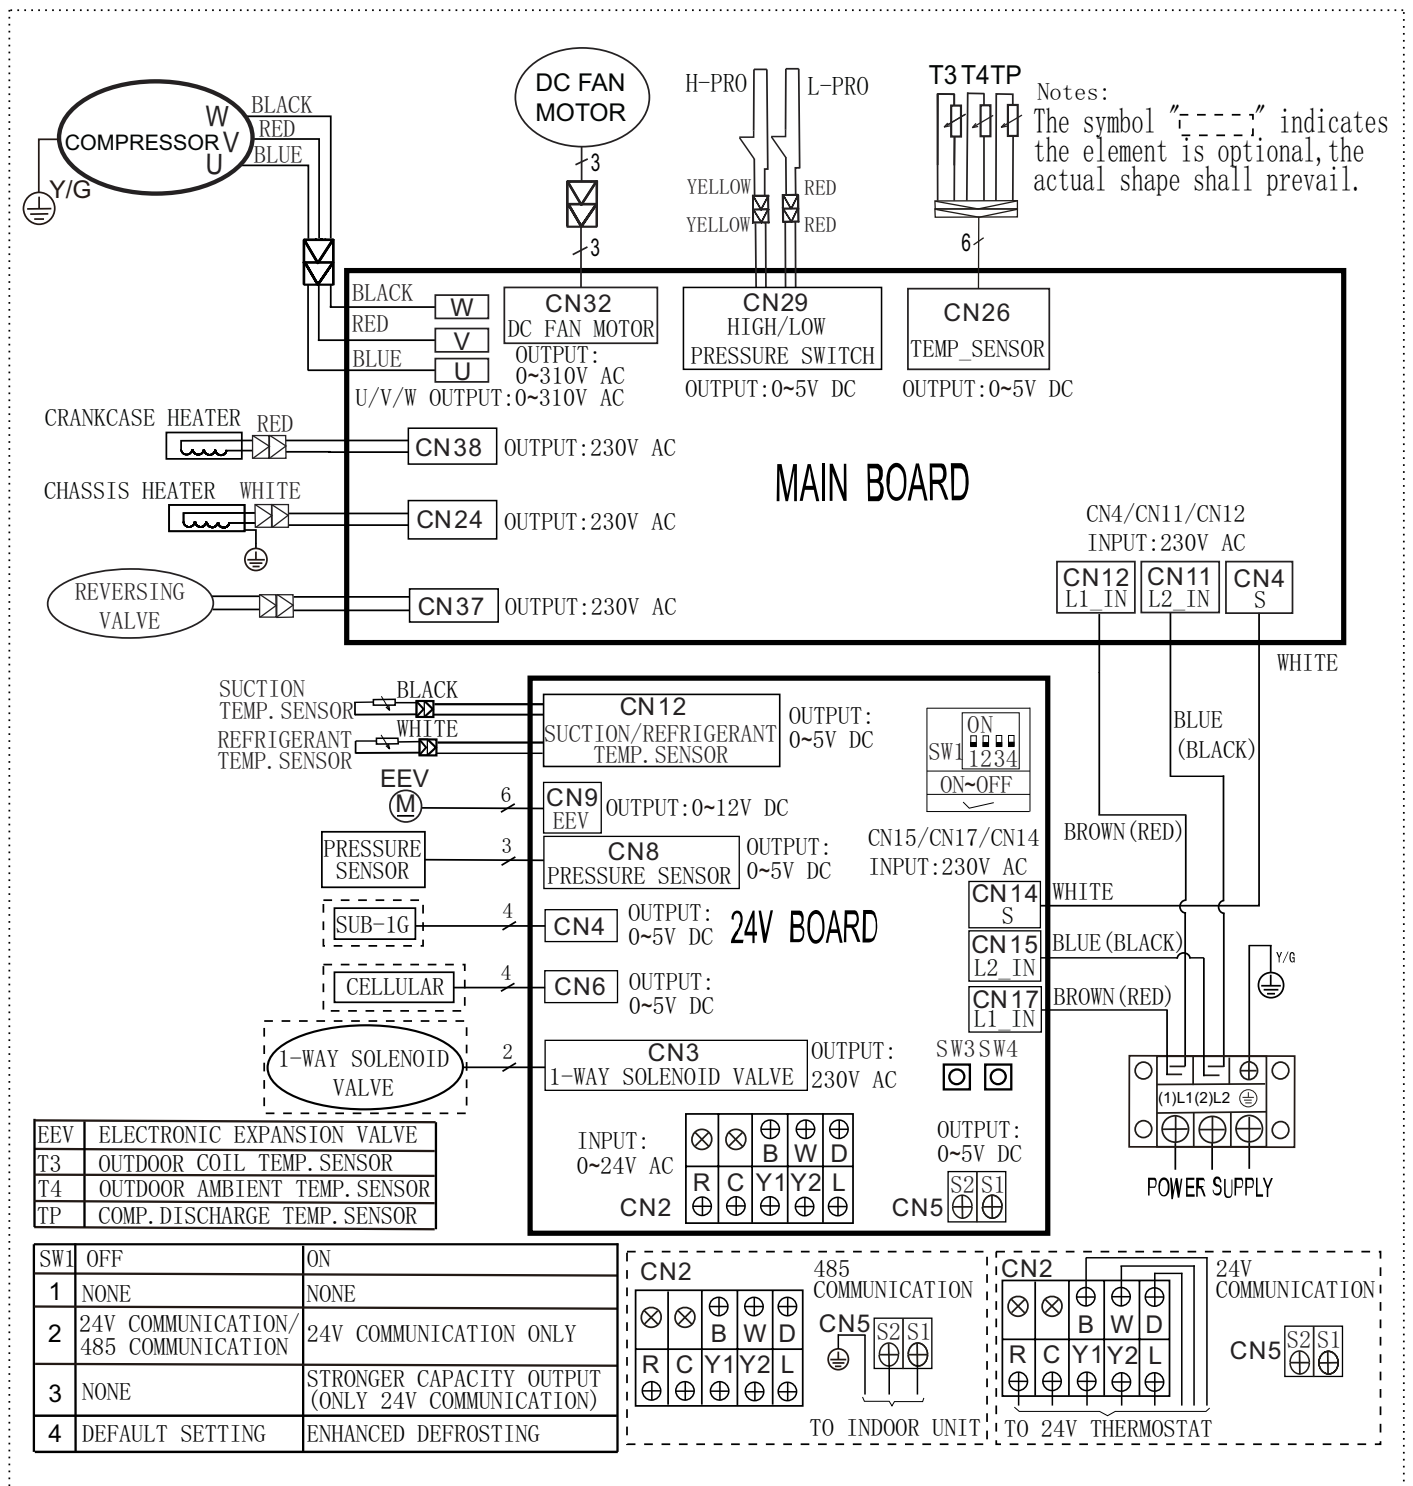 COMPRESSOR
W
V
U
BLACK
RED
BLUE
Y/G
DC FAN
MOTOR
3
3
H-PRO
L-PRO
YELLOW
RED
YELLOW
RED
T3 T4 TP
6
Notes:
The symbol "      " indicates
the element is optional, the
actual shape shall prevail.
BLACK
W
RED
V
BLUE
U
U/V/W OUTPUT:0~310V AC
CN32
DC FAN MOTOR
OUTPUT:
0~310V AC
CN29
HIGH/LOW
PRESSURE SWITCH
OUTPUT:0~5V DC
CN26
TEMP_SENSOR
OUTPUT:0~5V DC
CRANKCASE HEATER
RED
CN38
OUTPUT:230V AC
MAIN BOARD
CHASSIS HEATER
WHITE
CN24
OUTPUT:230V AC
REVERSING
VALVE
CN37
OUTPUT:230V AC
CN4/CN11/CN12
INPUT:230V AC
CN12
L1_IN
CN11
L2_IN
CN4
S
WHITE
BLUE
(BLACK)
BROWN(RED)
SUCTION
TEMP.SENSOR
BLACK
REFRIGERANT
TEMP.SENSOR
WHITE
CN12
SUCTION/REFRIGERANT
TEMP.SENSOR
OUTPUT:
0~5V DC
SW1
ON
1234
ON~OFF
EEV
M
6
CN9
EEV
OUTPUT:0~12V DC
PRESSURE
SENSOR
3
CN8
PRESSURE SENSOR
OUTPUT:
0~5V DC
CN15/CN17/CN14
INPUT:230V AC
CN14
S
WHITE
SUB-1G
4
CN4
OUTPUT:
0~5V DC
24V BOARD
CN15
L2_IN
BLUE(BLACK)
CELLULAR
4
CN6
OUTPUT:
0~5V DC
CN17
L1_IN
BROWN(RED)
Y/G
1-WAY SOLENOID
VALVE
2
CN3
1-WAY SOLENOID VALVE
OUTPUT:
230V AC
SW3 SW4
(1)L1(2)L2
POWER SUPPLY
INPUT:
0~24V AC
CN2
B W D
R C Y1 Y2 L
OUTPUT:
0~5V DC
CN5
S2 S1
EEV ELECTRONIC EXPANSION VALVE
T3 OUTDOOR COIL TEMP.SENSOR
T4 OUTDOOR AMBIENT TEMP.SENSOR
TP COMP.DISCHARGE TEMP.SENSOR
SW1 OFF ON
1 NONE NONE
2 24V COMMUNICATION/
485 COMMUNICATION 24V COMMUNICATION ONLY
3 NONE STRONGER CAPACITY OUTPUT
(ONLY 24V COMMUNICATION)
4 DEFAULT SETTING ENHANCED DEFROSTING
CN2
B W D
R C Y1 Y2 L
485
COMMUNICATION
CN5
S2 S1
TO INDOOR UNIT
CN2
B W D
R C Y1 Y2 L
24V
COMMUNICATION
CN5
S2 S1
TO 24V THERMOSTAT